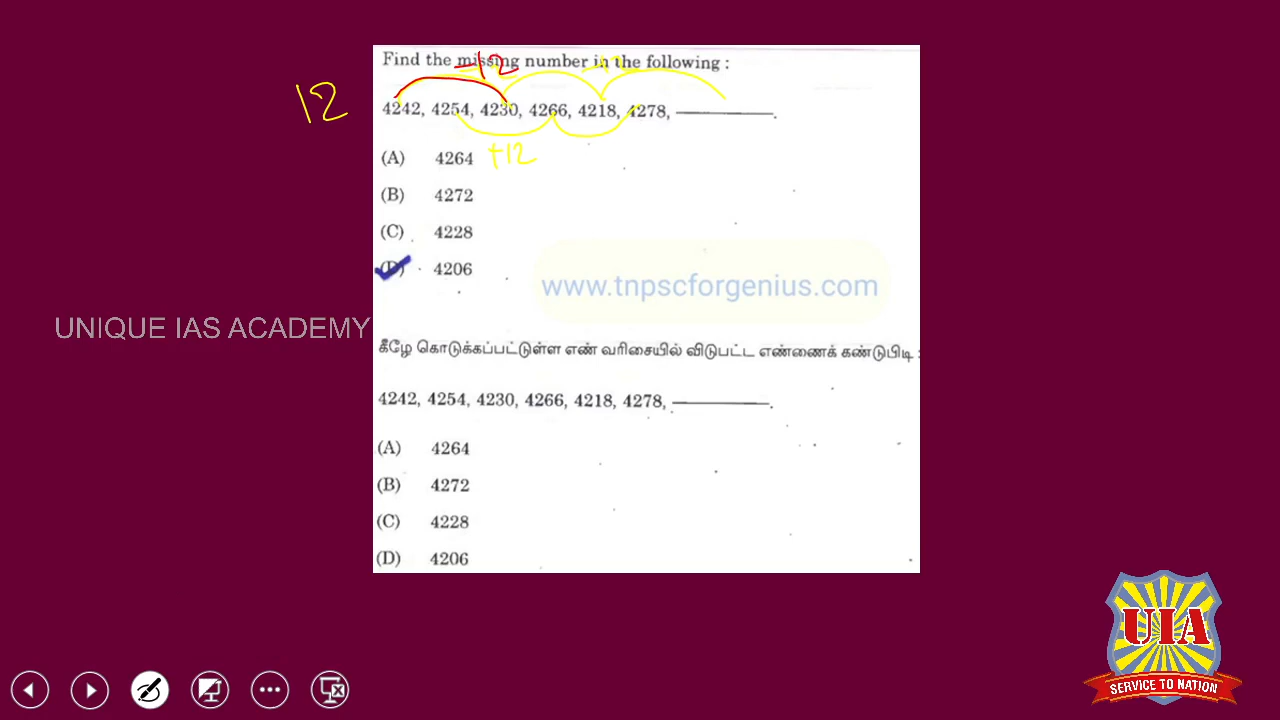 Find the missing number in the following :
-12
-12
12
4242, 4254, 4230, 4266, 4218, 4278, ————.
(A) 4264
+12
(B) 4272
(C) 4228
(D) 4206
www.tnpscforgenius.com
UNIQUE IAS ACADEMY
கீழே கொடுக்கப்பட்டுள்ள எண் வரிசையில் விடுபட்ட எண்ணைக் கண்டுபிடி :
4242, 4254, 4230, 4266, 4218, 4278, ————.
(A) 4264
(B) 4272
(C) 4228
(D) 4206
UIA
SERVICE TO NATION